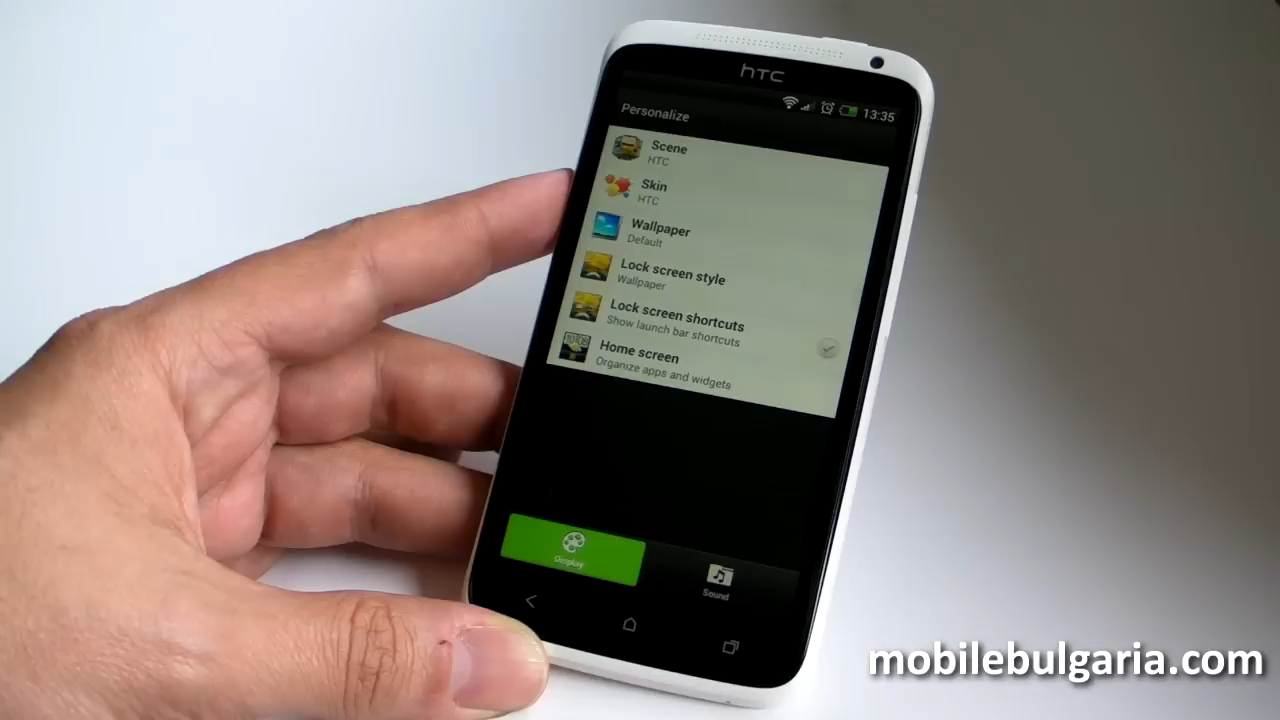 hTC
13:35
Personalize
Scene
HTC
Skin
HTC
Wallpaper
Default
Lock screen style
Wallpaper
Lock screen shortcuts
Show launch bar shortcuts
Home screen
Organize apps and widgets
Display
Sound
mobilebulgaria.com